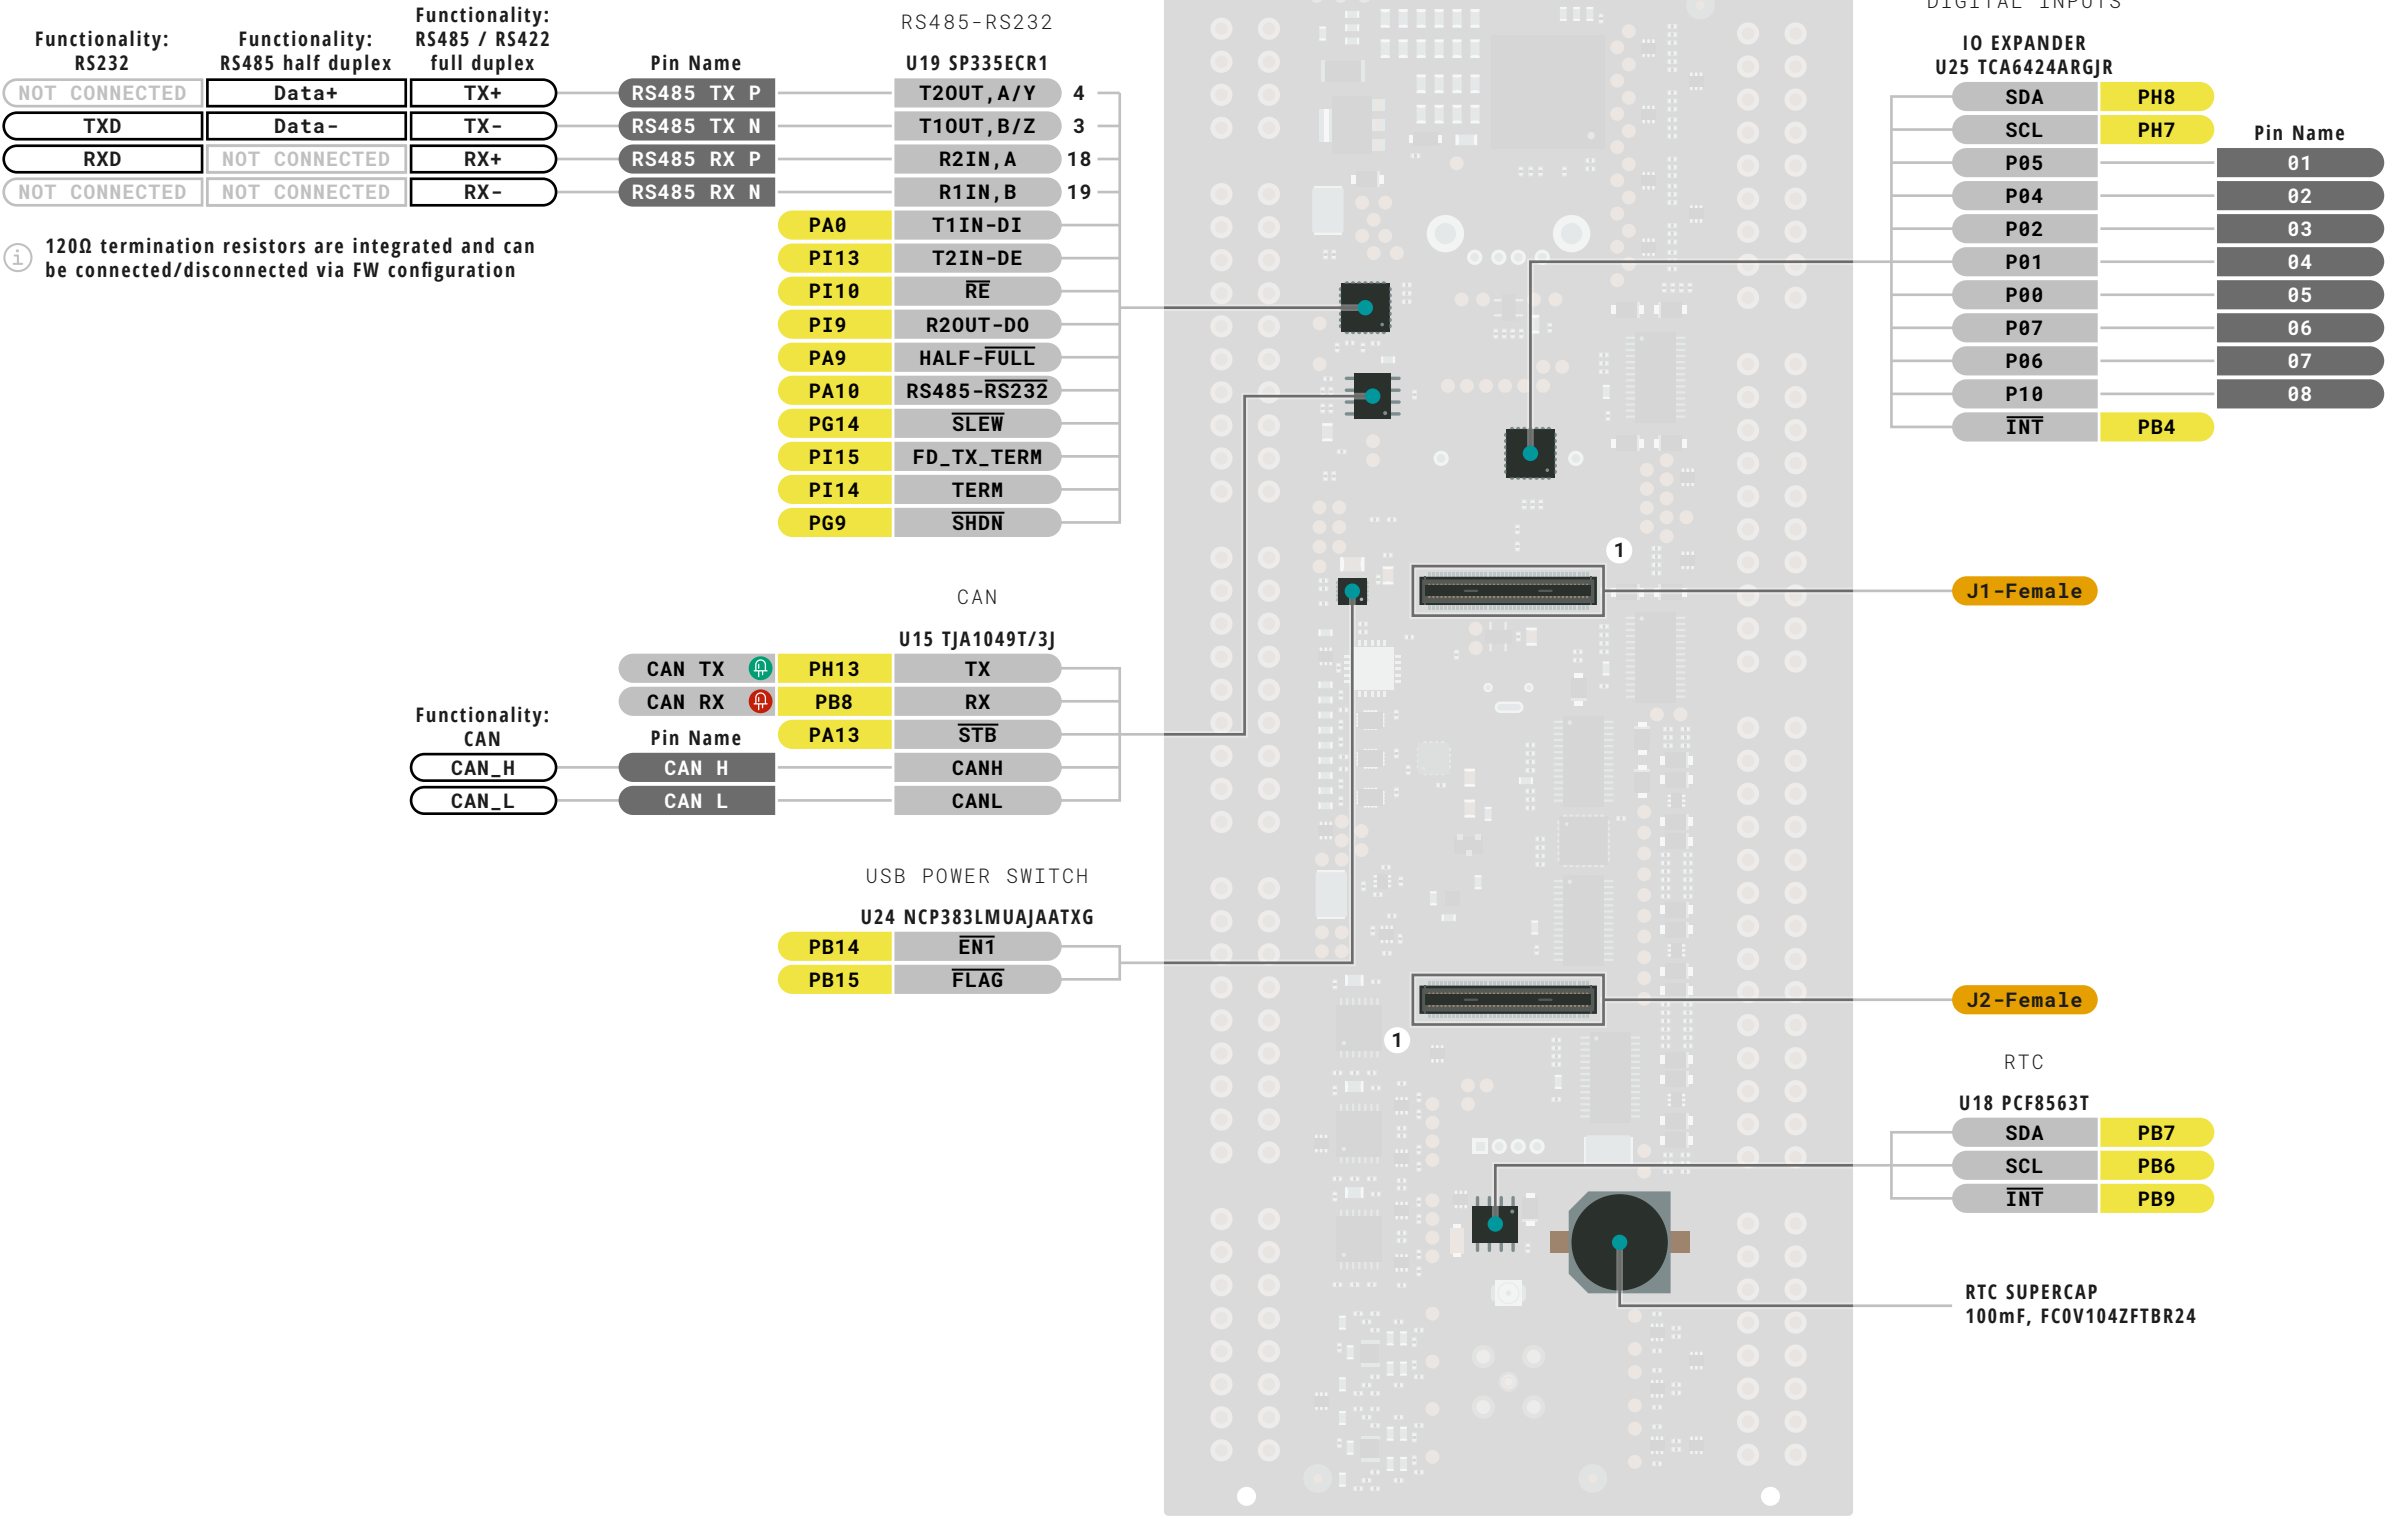 RS485-RS232
Functionality:
RS232
Functionality:
RS485 half duplex
Functionality:
RS485 / RS422
full duplex
Pin Name
U19 SP335ECR1
NOT CONNECTED Data+ TX+ RS485 TX P T2OUT,A/Y 4
TXD Data- TX- RS485 TX N T1OUT,B/Z 3
RXD NOT CONNECTED RX+ RS485 RX P R2IN,A 18
NOT CONNECTED NOT CONNECTED RX- RS485 RX N R1IN,B 19
PA0 T1IN-DI
PI13 T2IN-DE
PI10 RE
PI9 R2OUT-DO
PA9 HALF-FULL
PA10 RS485-RS232
PG14 SLEW
PI15 FD_TX_TERM
PI14 TERM
PG9 SHDN
i 120Ω termination resistors are integrated and can
be connected/disconnected via FW configuration
CAN
U15 TJA1049T/3J
CAN TX PH13 TX
CAN RX PB8 RX
PA13 STB
Functionality:
CAN
Pin Name
CAN_H CAN H CANH
CAN_L CAN L CANL
USB POWER SWITCH
U24 NCP383LMUAJAATXG
PB14 EN1
PB15 FLAG
DIGITAL INPUTS
IO EXPANDER
U25 TCA6424ARGJR
SDA PH8
SCL PH7
Pin Name
P05 01
P04 02
P02 03
P01 04
P00 05
P07 06
P06 07
P10 08
INT PB4
1
J1-Female
J2-Female
1
RTC
U18 PCF8563T
SDA PB7
SCL PB6
INT PB9
RTC SUPERCAP
100mF, FC0V104ZFTBR24